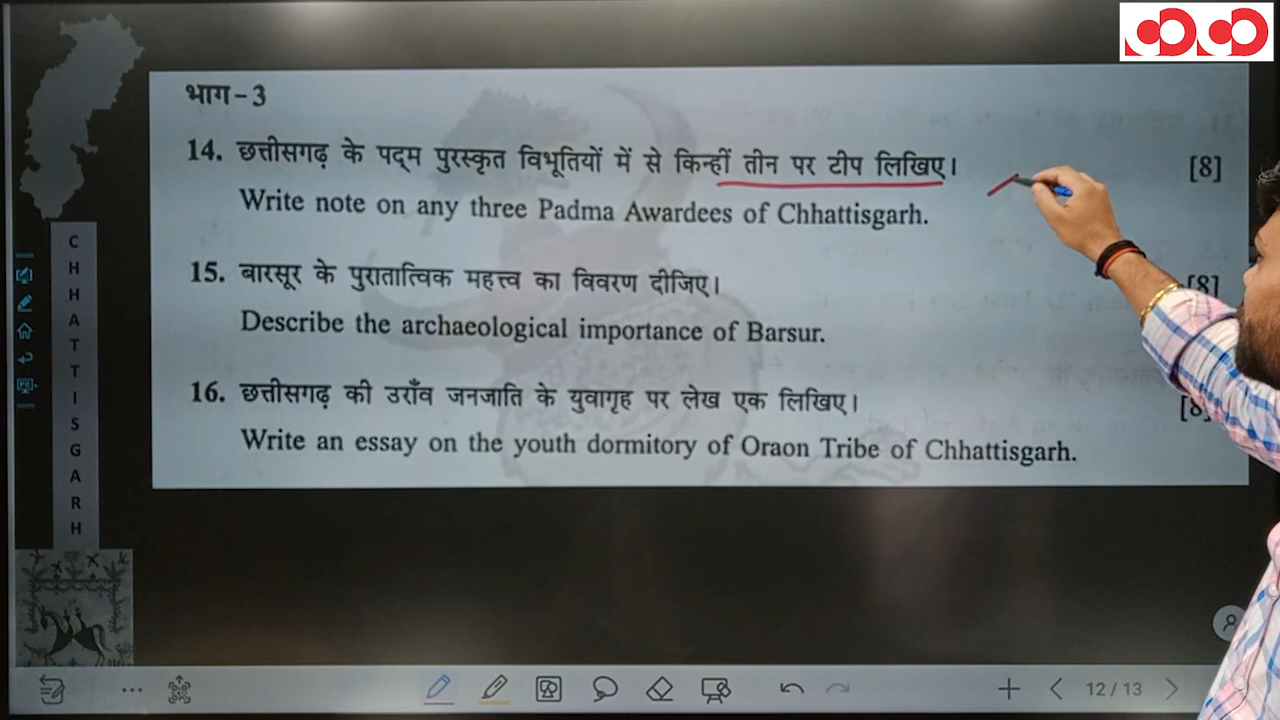 भाग - 3
14. छत्तीसगढ़ के पद्म पुरस्कृत विभूतियों में से किन्हीं तीन पर टीप लिखिए। [8]
Write note on any three Padma Awardees of Chhattisgarh.
15. बारसूर के पुरातात्विक महत्त्व का विवरण दीजिए। [8]
Describe the archaeological importance of Barsur.
16. छत्तीसगढ़ की उराँव जनजाति के युवागृह पर लेख एक लिखिए। [8]
Write an essay on the youth dormitory of Oraon Tribe of Chhattisgarh.
CHHATTISGARH
12 / 13